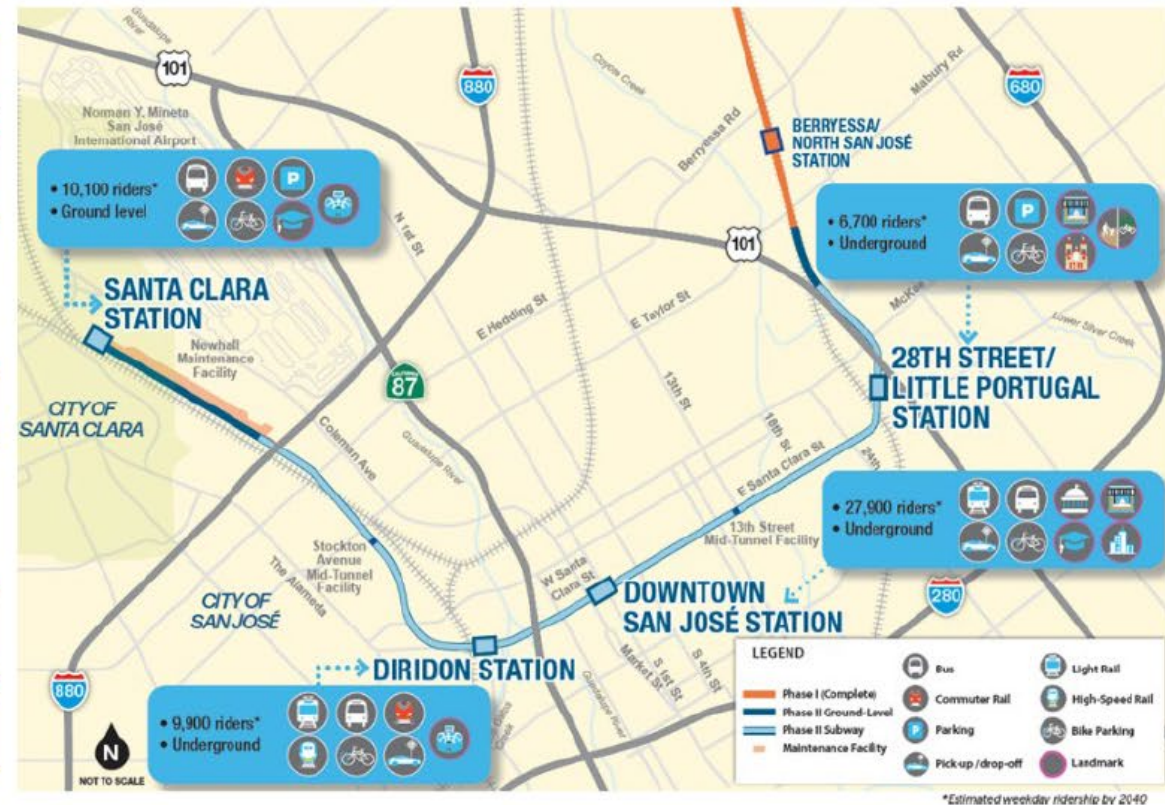 Guadalupe
River
101
880
680
Coyote Creek
Mabury Rd
Norman Y. Mineta
San José
International Airport
Berryessa Rd
BERRYESSA/
NORTH SAN JOSÉ
STATION
• 10,100 riders*
• Ground level
P
N 1st St
101
• 6,700 riders*
• Underground
P
SANTA CLARA
STATION
E Hedding St
E Taylor St
Lower Silver Creek
Newhall
Maintenance
Facility
CALIFORNIA
87
28TH STREET/
LITTLE PORTUGAL
STATION
CITY OF
SANTA CLARA
13th St
18th St
24th
Coleman Ave
Guadalupe River
E Santa Clara St
• 27,900 riders*
• Underground
13th Street
Mid-Tunnel Facility
Stockton
Avenue
Mid-Tunnel
Facility
The Alameda
W Santa
Clara St
CITY OF
SAN JOSÉ
DOWNTOWN
SAN JOSÉ STATION
280
DIRIDON STATION
Market St
S 1st St
S 4th St
Guadalupe River
Creek
880
• 9,900 riders*
• Underground
N
NOT TO SCALE
LEGEND
Phase I (Complete)
Phase II Ground-Level
Phase II Subway
Maintenance Facility
Bus
Commuter Rail
P
Parking
Pick-up / drop-off
Light Rail
High-Speed Rail
Bike Parking
Landmark
*Estimated weekday ridership by 2040